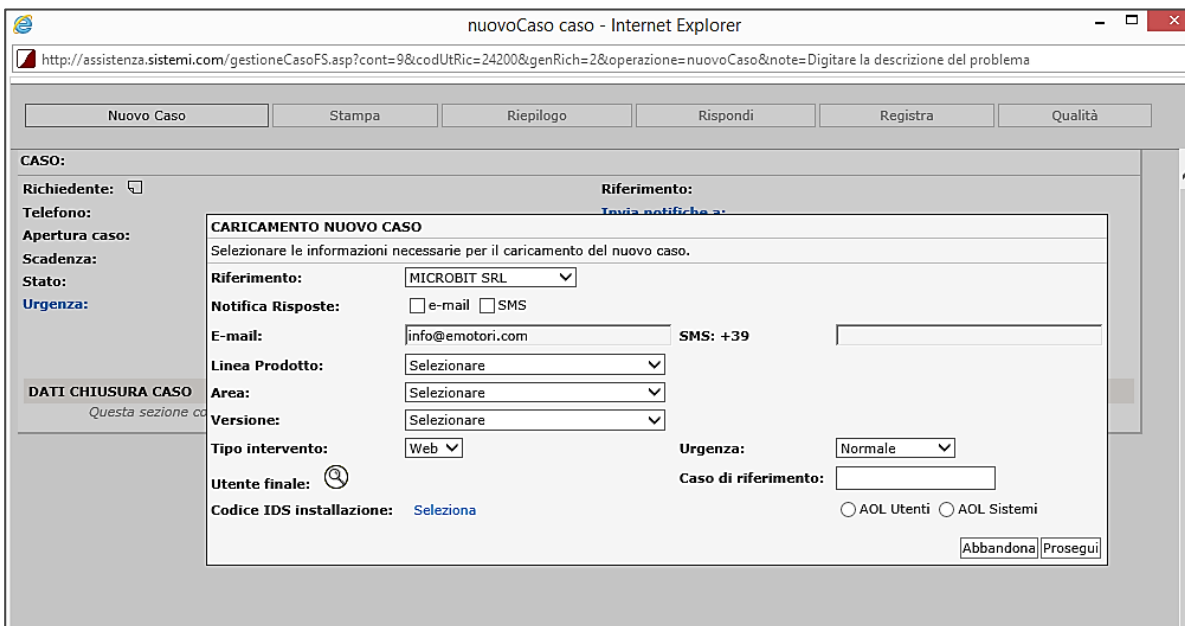 nuovoCaso caso - Internet Explorer
http://assistenza.sistemi.com/gestioneCasoFS.asp?cont=9&codUtRic=24200&genRich=2&operazione=nuovoCaso&note=Digitare la descrizione del problema
Nuovo Caso Stampa Riepilogo Rispondi Registra Qualità
CASO:
Richiedente: Riferimento:
Telefono: Invia notifiche a:
Apertura caso:
Scadenza:
Stato:
Urgenza:
DATI CHIUSURA CASO
Questa sezione co
CARICAMENTO NUOVO CASO
Selezionare le informazioni necessarie per il caricamento del nuovo caso.
Riferimento: MICROBIT SRL
Notifica Risposte: e-mail SMS
E-mail: info@emotori.com SMS: +39
Linea Prodotto: Selezionare
Area: Selezionare
Versione: Selezionare
Tipo intervento: Web Urgenza: Normale
Utente finale: Caso di riferimento:
Codice IDS installazione: Seleziona AOL Utenti AOL Sistemi
Abbandona Prosegui